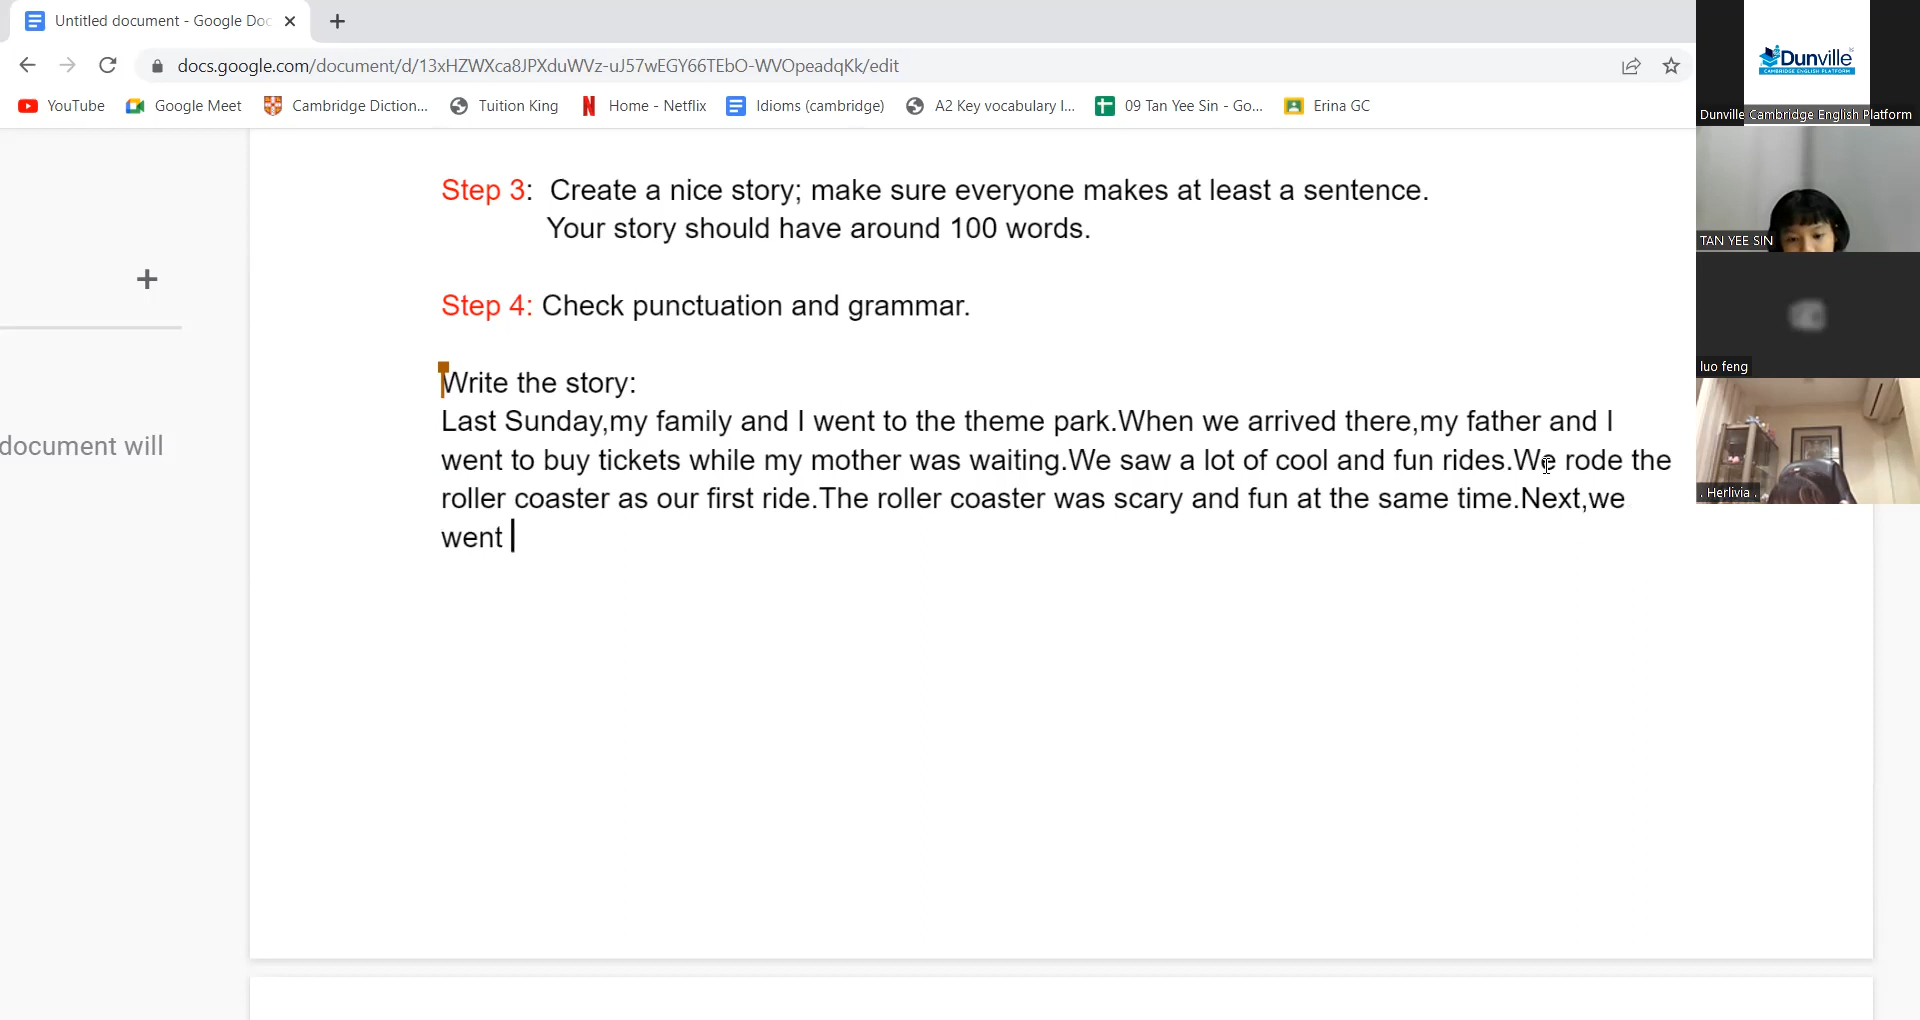 Untitled document - Google Doc
docs.google.com/document/d/13xHZWXca8JPXduWVz-uJ57wEGY66TEbO-WVOpeadqKk/edit
YouTube Google Meet Cambridge Diction... Tuition King Home - Netflix Idioms (cambridge) A2 Key vocabulary l... 09 Tan Yee Sin - Go... Erina GC
Dunville
CAMBRIDGE ENGLISH PLATFORM
Dunville Cambridge English Platform
TAN YEE SIN
luo feng
. Herlivia .
document will
Step 3: Create a nice story; make sure everyone makes at least a sentence.
Your story should have around 100 words.
Step 4: Check punctuation and grammar.
Write the story:
Last Sunday,my family and I went to the theme park.When we arrived there,my father and I
went to buy tickets while my mother was waiting.We saw a lot of cool and fun rides.We rode the
roller coaster as our first ride.The roller coaster was scary and fun at the same time.Next,we
went